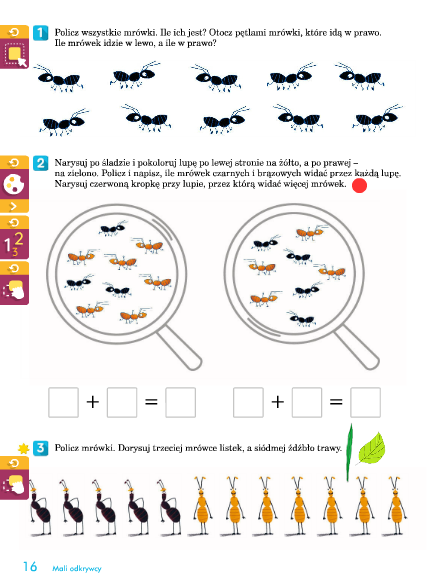 1 Policz wszystkie mrówki. Ile ich jest? Otocz pętlami mrówki, które idą w prawo.
Ile mrówek idzie w lewo, a ile w prawo?
2 Narysuj po śladzie i pokoloruj lupę po lewej stronie na żółto, a po prawej –
na zielono. Policz i napisz, ile mrówek czarnych i brązowych widać przez każdą lupę.
Narysuj czerwoną kropkę przy lupie, przez którą widać więcej mrówek.
1 2 3
+ =
+ =
3 Policz mrówki. Dorysuj trzeciej mrówce listek, a siódmej źdźbło trawy.
16 Mali odkrywcy